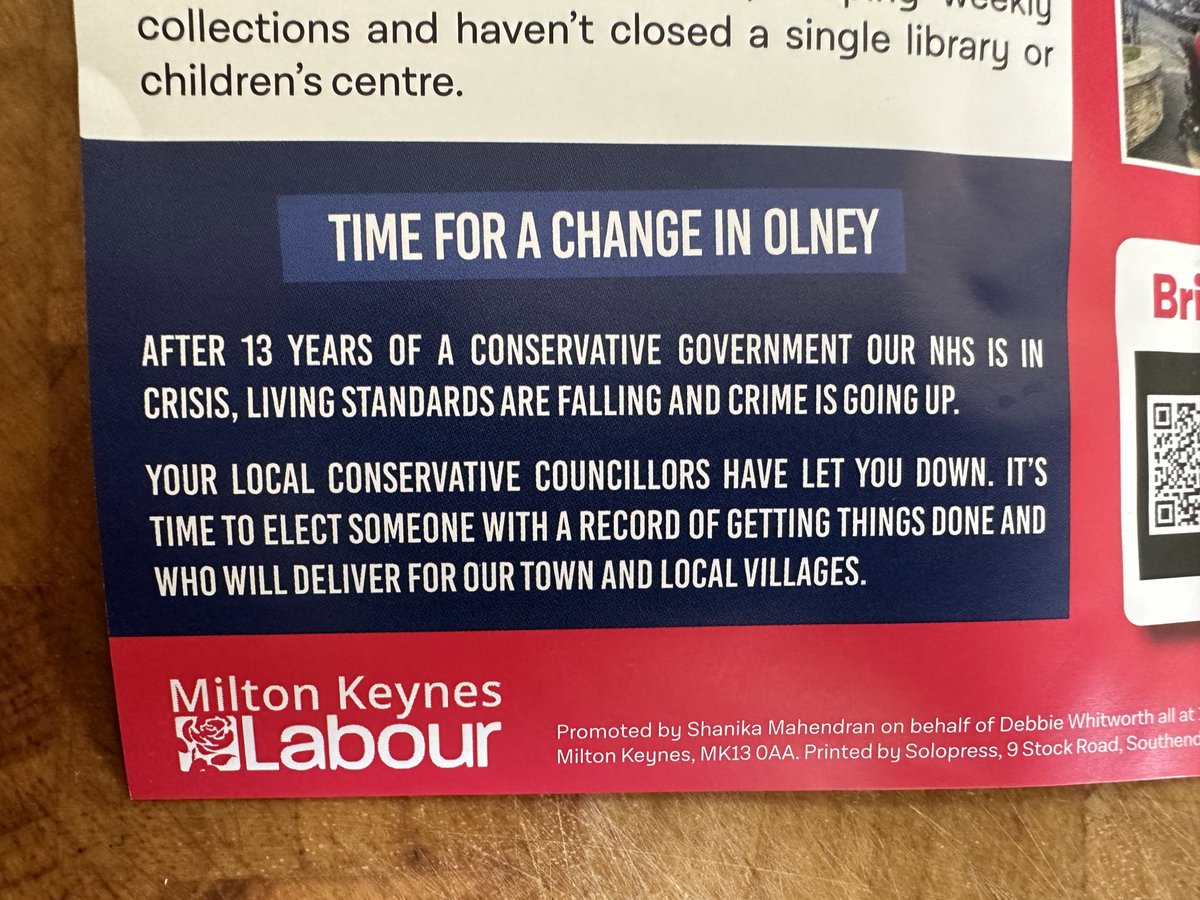 weekly
collections and haven't closed a single library or
children's centre.
TIME FOR A CHANGE IN OLNEY
AFTER 13 YEARS OF A CONSERVATIVE GOVERNMENT OUR NHS IS IN
CRISIS, LIVING STANDARDS ARE FALLING AND CRIME IS GOING UP.
YOUR LOCAL CONSERVATIVE COUNCILLORS HAVE LET YOU DOWN. IT'S
TIME TO ELECT SOMEONE WITH A RECORD OF GETTING THINGS DONE AND
WHO WILL DELIVER FOR OUR TOWN AND LOCAL VILLAGES.
Bri
Milton Keynes
Labour
Promoted by Shanika Mahendran on behalf of Debbie Whitworth all at
Milton Keynes, MK13 0AA. Printed by Solopress, 9 Stock Road, Southend